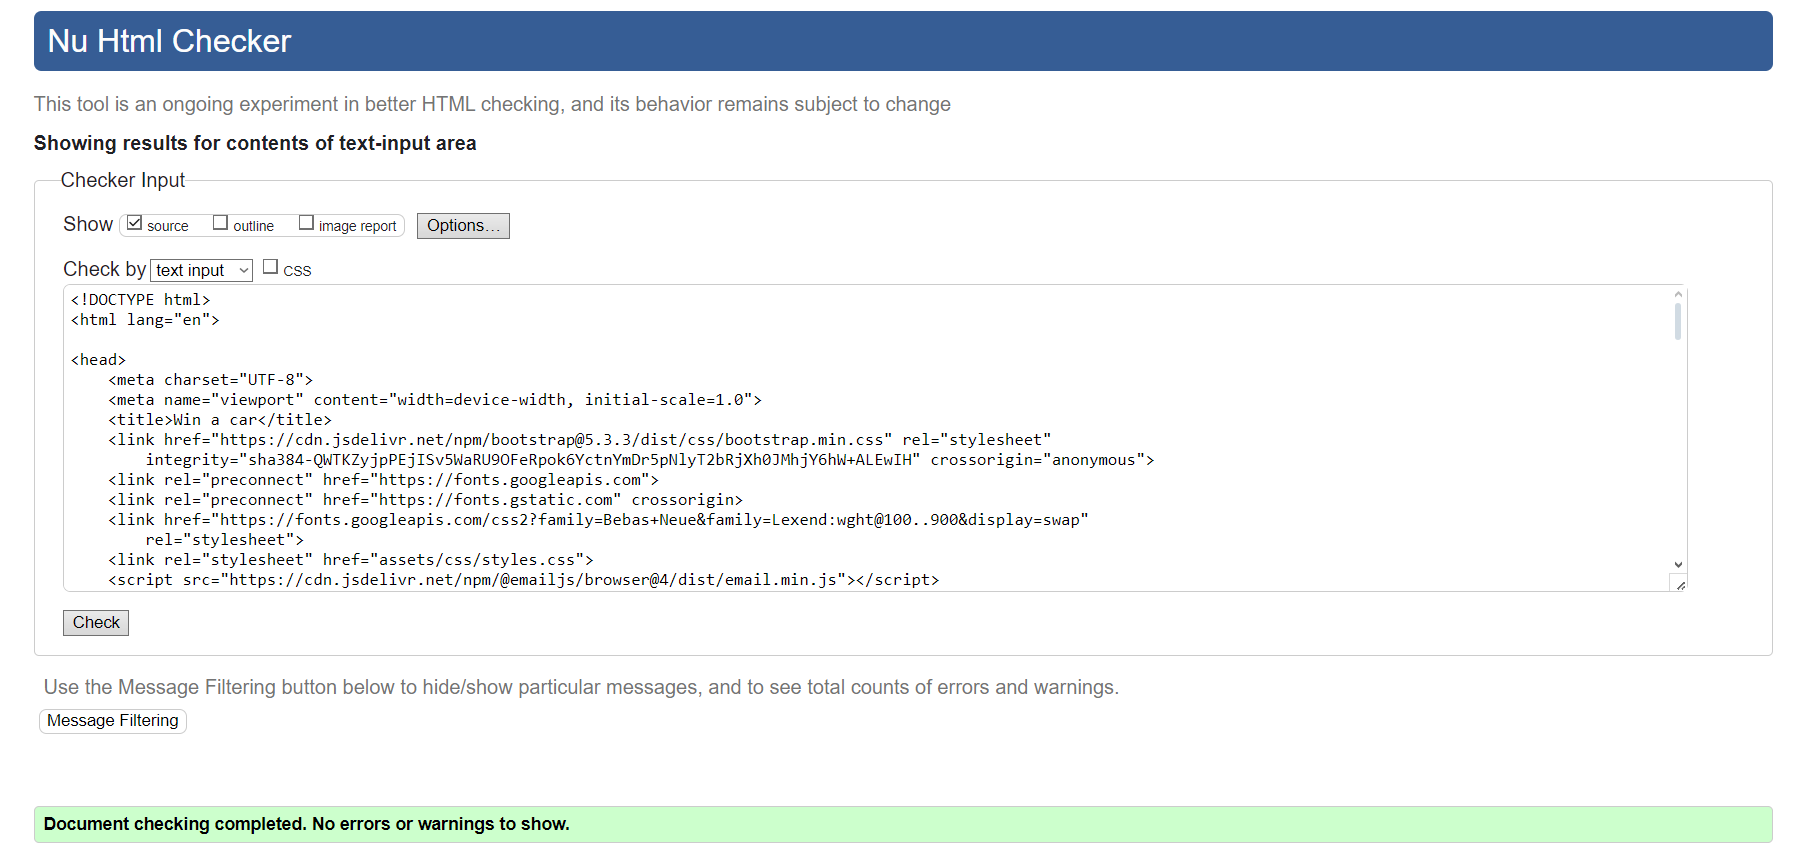 Nu Html Checker
This tool is an ongoing experiment in better HTML checking, and its behavior remains subject to change
Showing results for contents of text-input area
Checker Input
Show source outline image report Options...
Check by text input CSS
<!DOCTYPE html>
<html lang="en">
<head>
<meta charset="UTF-8">
<meta name="viewport" content="width=device-width, initial-scale=1.0">
<title>Win a car</title>
<link href="https://cdn.jsdelivr.net/npm/bootstrap@5.3.3/dist/css/bootstrap.min.css" rel="stylesheet"
integrity="sha384-QWTKZyjpPEjISv5WaRU9OFeRpok6YctnYmDr5pNlyT2bRjXh0JMhjY6hW+ALEwIH" crossorigin="anonymous">
<link rel="preconnect" href="https://fonts.googleapis.com">
<link rel="preconnect" href="https://fonts.gstatic.com" crossorigin>
<link href="https://fonts.googleapis.com/css2?family=Bebas+Neue&family=Lexend:wght@100..900&display=swap"
rel="stylesheet">
<link rel="stylesheet" href="assets/css/styles.css">
<script src="https://cdn.jsdelivr.net/npm/@emailjs/browser@4/dist/email.min.js"></script>
Check
Use the Message Filtering button below to hide/show particular messages, and to see total counts of errors and warnings.
Message Filtering
Document checking completed. No errors or warnings to show.